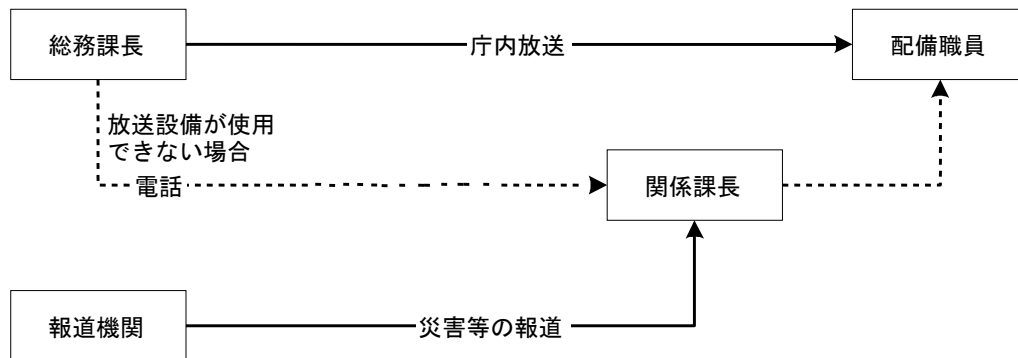 総務課長
庁内放送
配備職員
放送設備が使用
できない場合
電話
関係課長
報道機関
災害等の報道